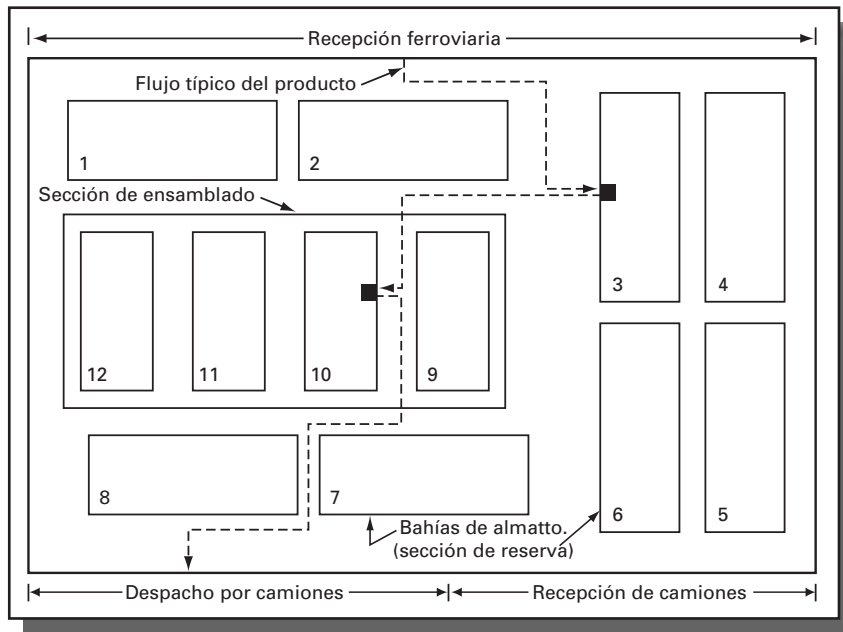 Recepción ferroviaria
Flujo típico del producto
1
2
Sección de ensamblado
3
4
12
11
10
9
8
7
Bahías de almatto.
(sección de reserva)
6
5
Despacho por camiones
Recepción de camiones